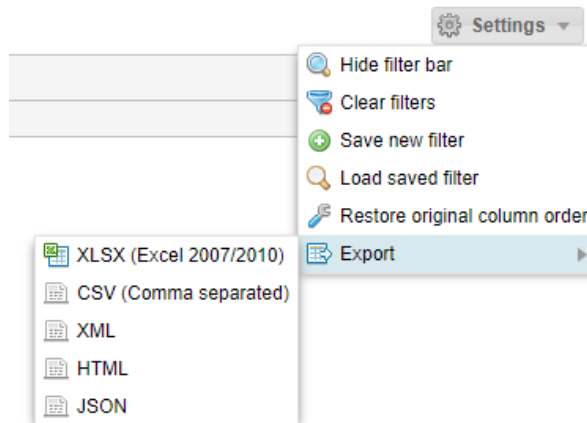 Settings
Hide filter bar
Clear filters
Save new filter
Load saved filter
Restore original column order
Export
XLSX (Excel 2007/2010)
CSV (Comma separated)
XML
HTML
JSON